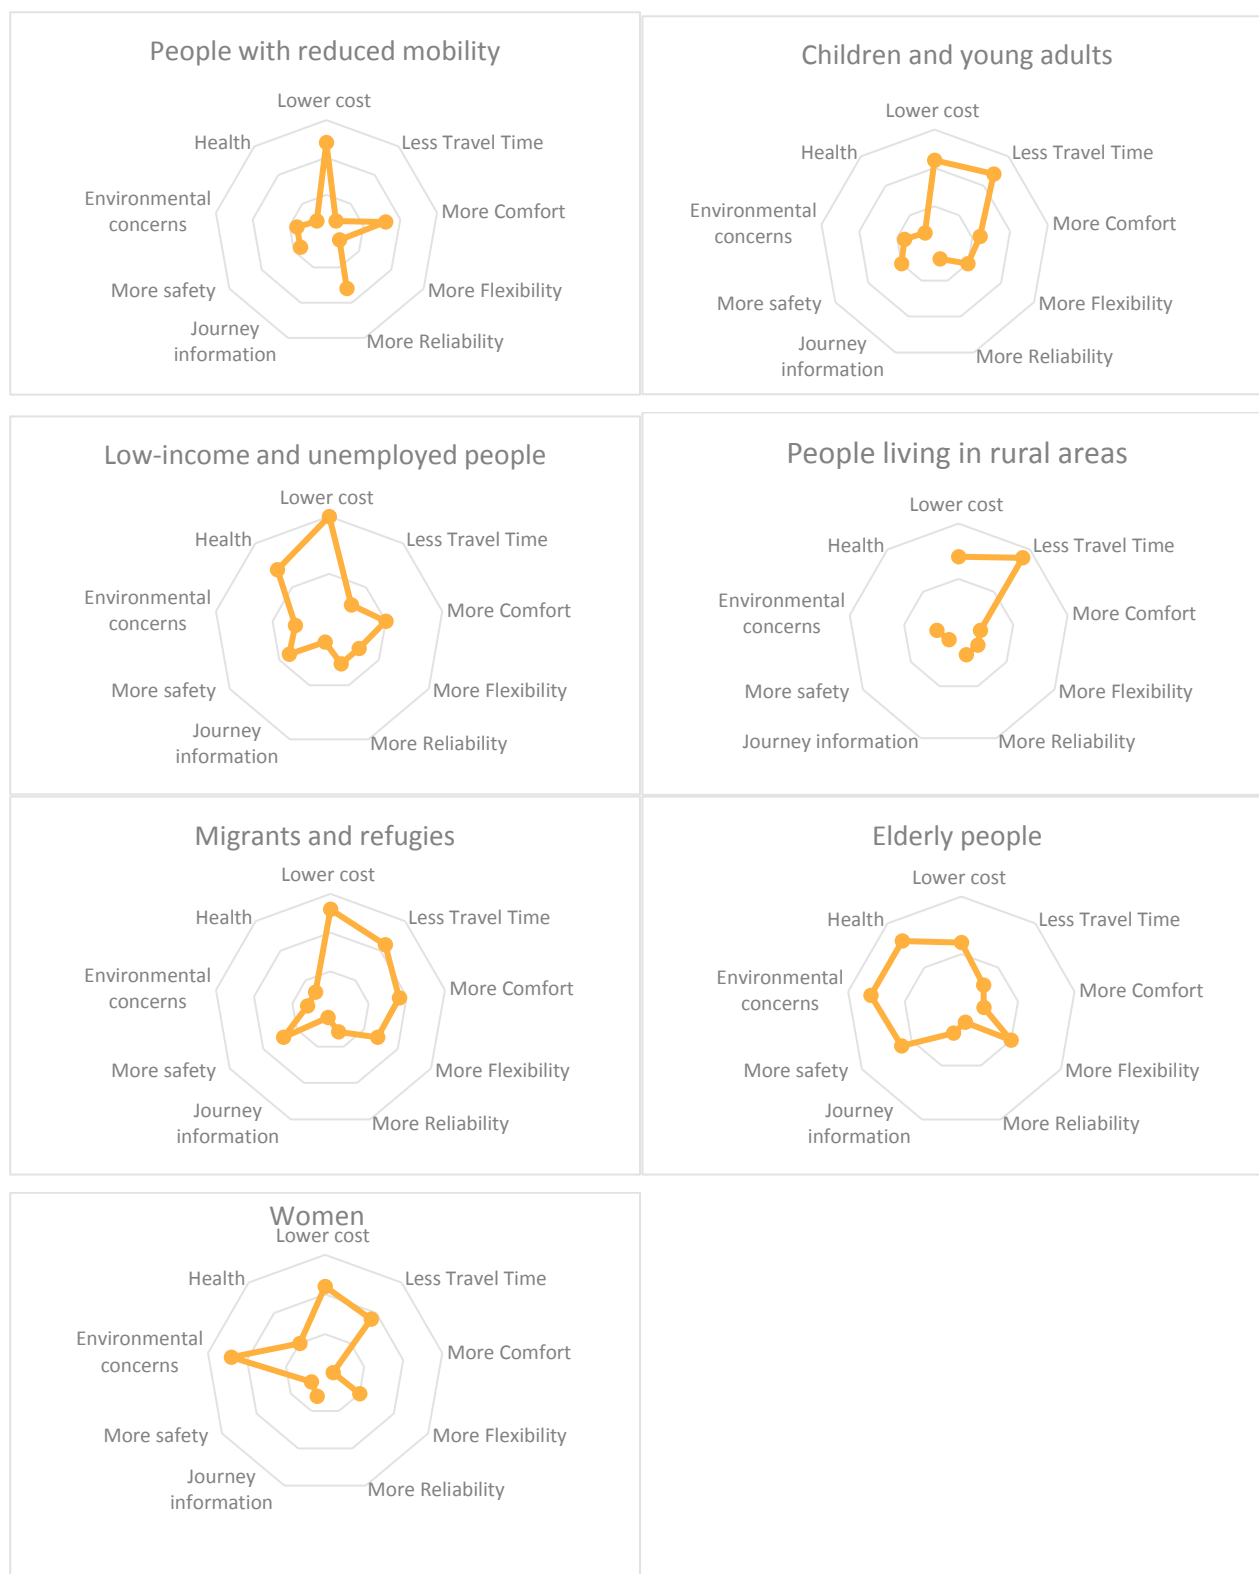 People with reduced mobility
Lower cost
Less Travel Time
More Comfort
More Flexibility
More Reliability
Journey
information
More safety
Environmental
concerns
Health
Children and young adults
Lower cost
Less Travel Time
More Comfort
More Flexibility
More Reliability
Journey
information
More safety
Environmental
concerns
Health
Low-income and unemployed people
Lower cost
Less Travel Time
More Comfort
More Flexibility
More Reliability
Journey
information
More safety
Environmental
concerns
Health
People living in rural areas
Lower cost
Less Travel Time
More Comfort
More Flexibility
More Reliability
Journey information
More safety
Environmental
concerns
Health
Migrants and refugies
Lower cost
Less Travel Time
More Comfort
More Flexibility
More Reliability
Journey
information
More safety
Environmental
concerns
Health
Elderly people
Lower cost
Less Travel Time
More Comfort
More Flexibility
More Reliability
Journey
information
More safety
Environmental
concerns
Health
Women
Lower cost
Less Travel Time
More Comfort
More Flexibility
More Reliability
Journey
information
More safety
Environmental
concerns
Health